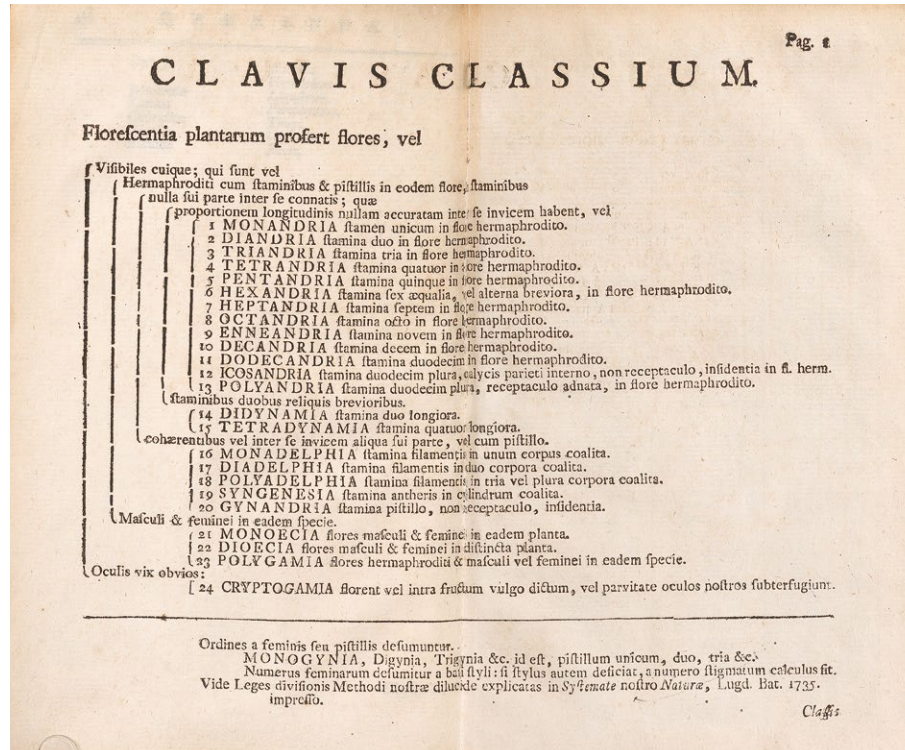 Pag. 1
CLAVIS CLASSIUM.
Floreſcentia plantarum profert flores, vel
Viſibiles cuique; qui ſunt vel
Hermaphroditi cum ſtaminibus & piſtillis in eodem flore, ſtaminibus
nulla ſui parte inter ſe connatis; quæ
proportionem longitudinis nullam accuratam inter ſe invicem habent, vel
1 MONANDRIA ſtamen unicum in flore hermaphrodito.
2 DIANDRIA ſtamina duo in flore hermaphrodito.
3 TRIANDRIA ſtamina tria in flore hermaphrodito.
4 TETRANDRIA ſtamina quatuor in flore hermaphrodito.
5 PENTANDRIA ſtamina quinque in flore hermaphrodito.
6 HEXANDRIA ſtamina ſex æqualia, vel alterna breviora, in flore hermaphrodito.
7 HEPTANDRIA ſtamina ſeptem in flore hermaphrodito.
8 OCTANDRIA ſtamina octo in flore hermaphrodito.
9 ENNEANDRIA ſtamina novem in flore hermaphrodito.
10 DECANDRIA ſtamina decem in flore hermaphrodito.
11 DODECANDRIA ſtamina duodecim in flore hermaphrodito.
12 ICOSANDRIA ſtamina duodecim plura, calycis parieti interno, non receptaculo, inſidentia in fl. herm.
13 POLYANDRIA ſtamina duodecim plura, receptaculo adnata, in flore hermaphrodito.
ſtaminibus duobus reliquis brevioribus.
14 DIDYNAMIA ſtamina duo longiora.
15 TETRADYNAMIA ſtamina quatuor longiora.
cohærentibus vel inter ſe invicem aliqua ſui parte, vel cum piſtillo.
16 MONADELPHIA ſtamina filamentis in unum corpus coalita.
17 DIADELPHIA ſtamina filamentis in duo corpora coalita.
18 POLYADELPHIA ſtamina filamentis in tria vel plura corpora coalita.
19 SYNGENESIA ſtamina antheris in cylindrum coalita.
20 GYNANDRIA ſtamina piſtillo, non receptaculo, inſidentia.
Maſculi & feminei in eadem ſpecie.
21 MONOECIA flores maſculi & feminei in eadem planta.
22 DIOECIA flores maſculi & feminei in diſtincta planta.
23 POLYGAMIA flores hermaphroditi & maſculi vel feminei in eadem ſpecie.
Oculis vix obvios:
24 CRYPTOGAMIA florent vel intra fructum vulgo dictum, vel parvitate oculos noſtros ſubterfugiunt.
Ordines a feminis ſeu piſtillis deſumuntur.
MONOGYNIA, Digynia, Trigynia &c. id eſt, piſtillum unicum, duo, tria &c.
Numerus feminarum deſumitur a baſi ſtyli: ſi ſtylus autem deficiat, a numero ſtigmatum calculus fit.
Vide Leges diviſionis Methodi noſtræ dilucide explicatas in Syſtemate noſtro Naturæ, Lugd. Bat. 1735.
impreſſo.
Claſſis